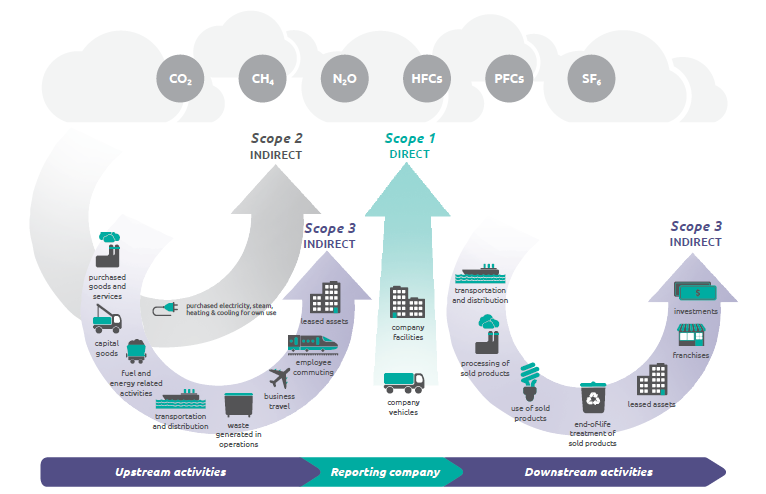 CO₂
CH₄
N₂O
HFCs
PFCs
SF₆
Scope 2
INDIRECT
Scope 1
DIRECT
Scope 3
INDIRECT
Scope 3
INDIRECT
purchased
goods and
services
capital
goods
fuel and
energy related
activities
transportation
and distribution
waste
generated in
operations
business
travel
employee
commuting
leased assets
purchased electricity, steam,
heating & cooling for own use
company
facilities
company
vehicles
transportation
and distribution
processing of
sold products
use of sold
products
end-of-life
treatment of
sold products
leased assets
franchises
investments
$
Upstream activities
Reporting company
Downstream activities